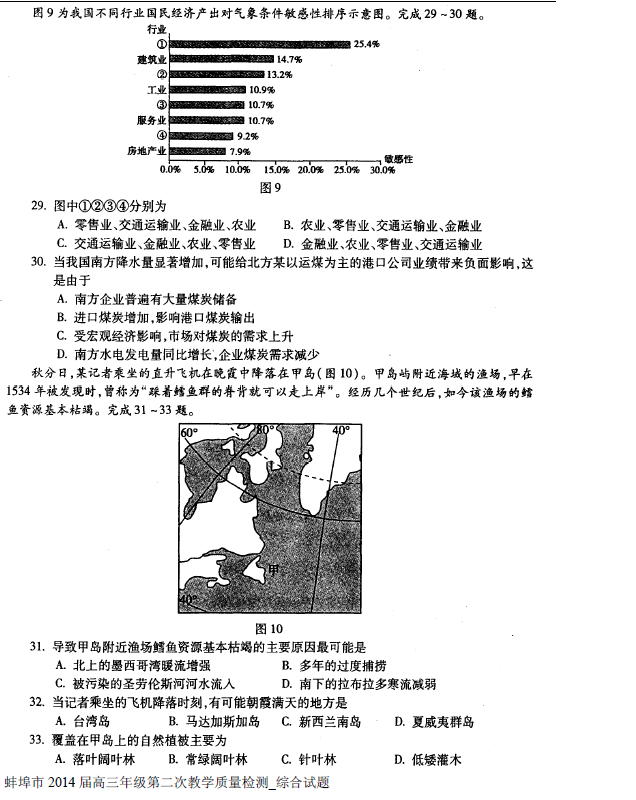 图9为我国不同行业国民经济产出对气象条件敏感性排序示意图。完成29~30题。
行业
① 25.4%
建筑业 14.7%
② 13.2%
工业 10.9%
③ 10.7%
服务业 10.7%
④ 9.2%
房地产业 7.9%
敏感性
0.0% 5.0% 10.0% 15.0% 20.0% 25.0% 30.0%
图9
29. 图中①②③④分别为
A. 零售业、交通运输业、金融业、农业 B. 农业、零售业、交通运输业、金融业
C. 交通运输业、金融业、农业、零售业 D. 金融业、农业、零售业、交通运输业
30. 当我国南方降水量显著增加,可能给北方某以运煤为主的港口公司业绩带来负面影响,这
是由于
A. 南方企业普遍有大量煤炭储备
B. 进口煤炭增加,影响港口煤炭输出
C. 受宏观经济影响,市场对煤炭的需求上升
D. 南方水电发电量同比增长,企业煤炭需求减少
秋分日,某记者乘坐的直升飞机在晚霞中降落在甲岛(图10)。甲岛屿附近海域的渔场,早在
1534年被发现时,曾称为“踩着鳕鱼群的脊背就可以走上岸”。经历几个世纪后,如今该渔场的鳕
鱼资源基本枯竭。完成31~33题。
60° 80° 40°
甲
40°
图10
31. 导致甲岛附近渔场鳕鱼资源基本枯竭的主要原因最可能是
A. 北上的墨西哥湾暖流增强 B. 多年的过度捕捞
C. 被污染的圣劳伦斯河河水流入 D. 南下的拉布拉多寒流减弱
32. 当记者乘坐的飞机降落时刻,有可能朝霞满天的地方是
A. 台湾岛 B. 马达加斯加岛 C. 新西兰南岛 D. 夏威夷群岛
33. 覆盖在甲岛上的自然植被主要为
A. 落叶阔叶林 B. 常绿阔叶林 C. 针叶林 D. 低矮灌木
蚌埠市2014届高三年级第二次教学质量检测_综合试题